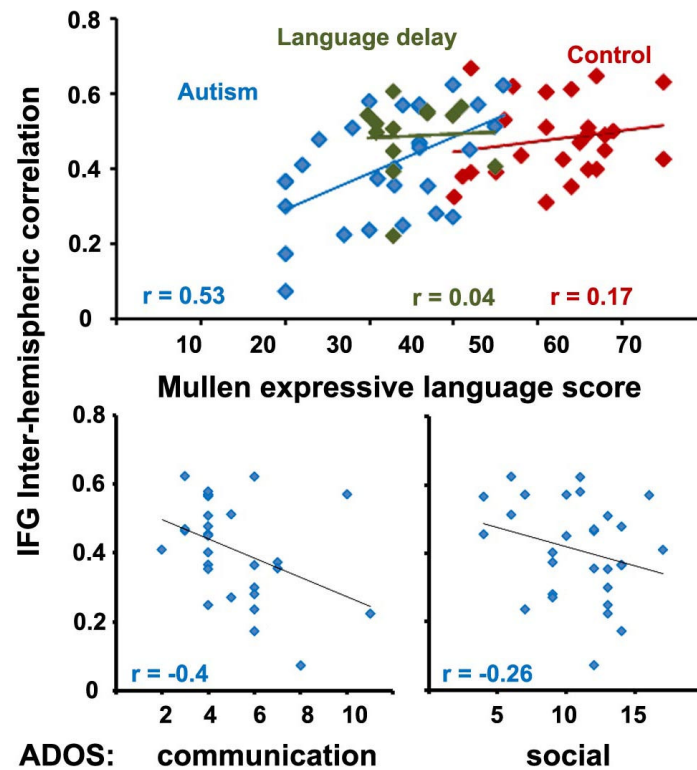 0.8
Language delay
Control
Autism
0.6
0.4
0.2
0
r = 0.53
r = 0.04
r = 0.17
10 20 30 40 50 60 70
Mullen expressive language score
IFG Inter-hemispheric correlation
0.8
0.6
0.4
0.2
0
r = -0.4
r = -0.26
2 4 6 8 10
5 10 15
ADOS: communication social